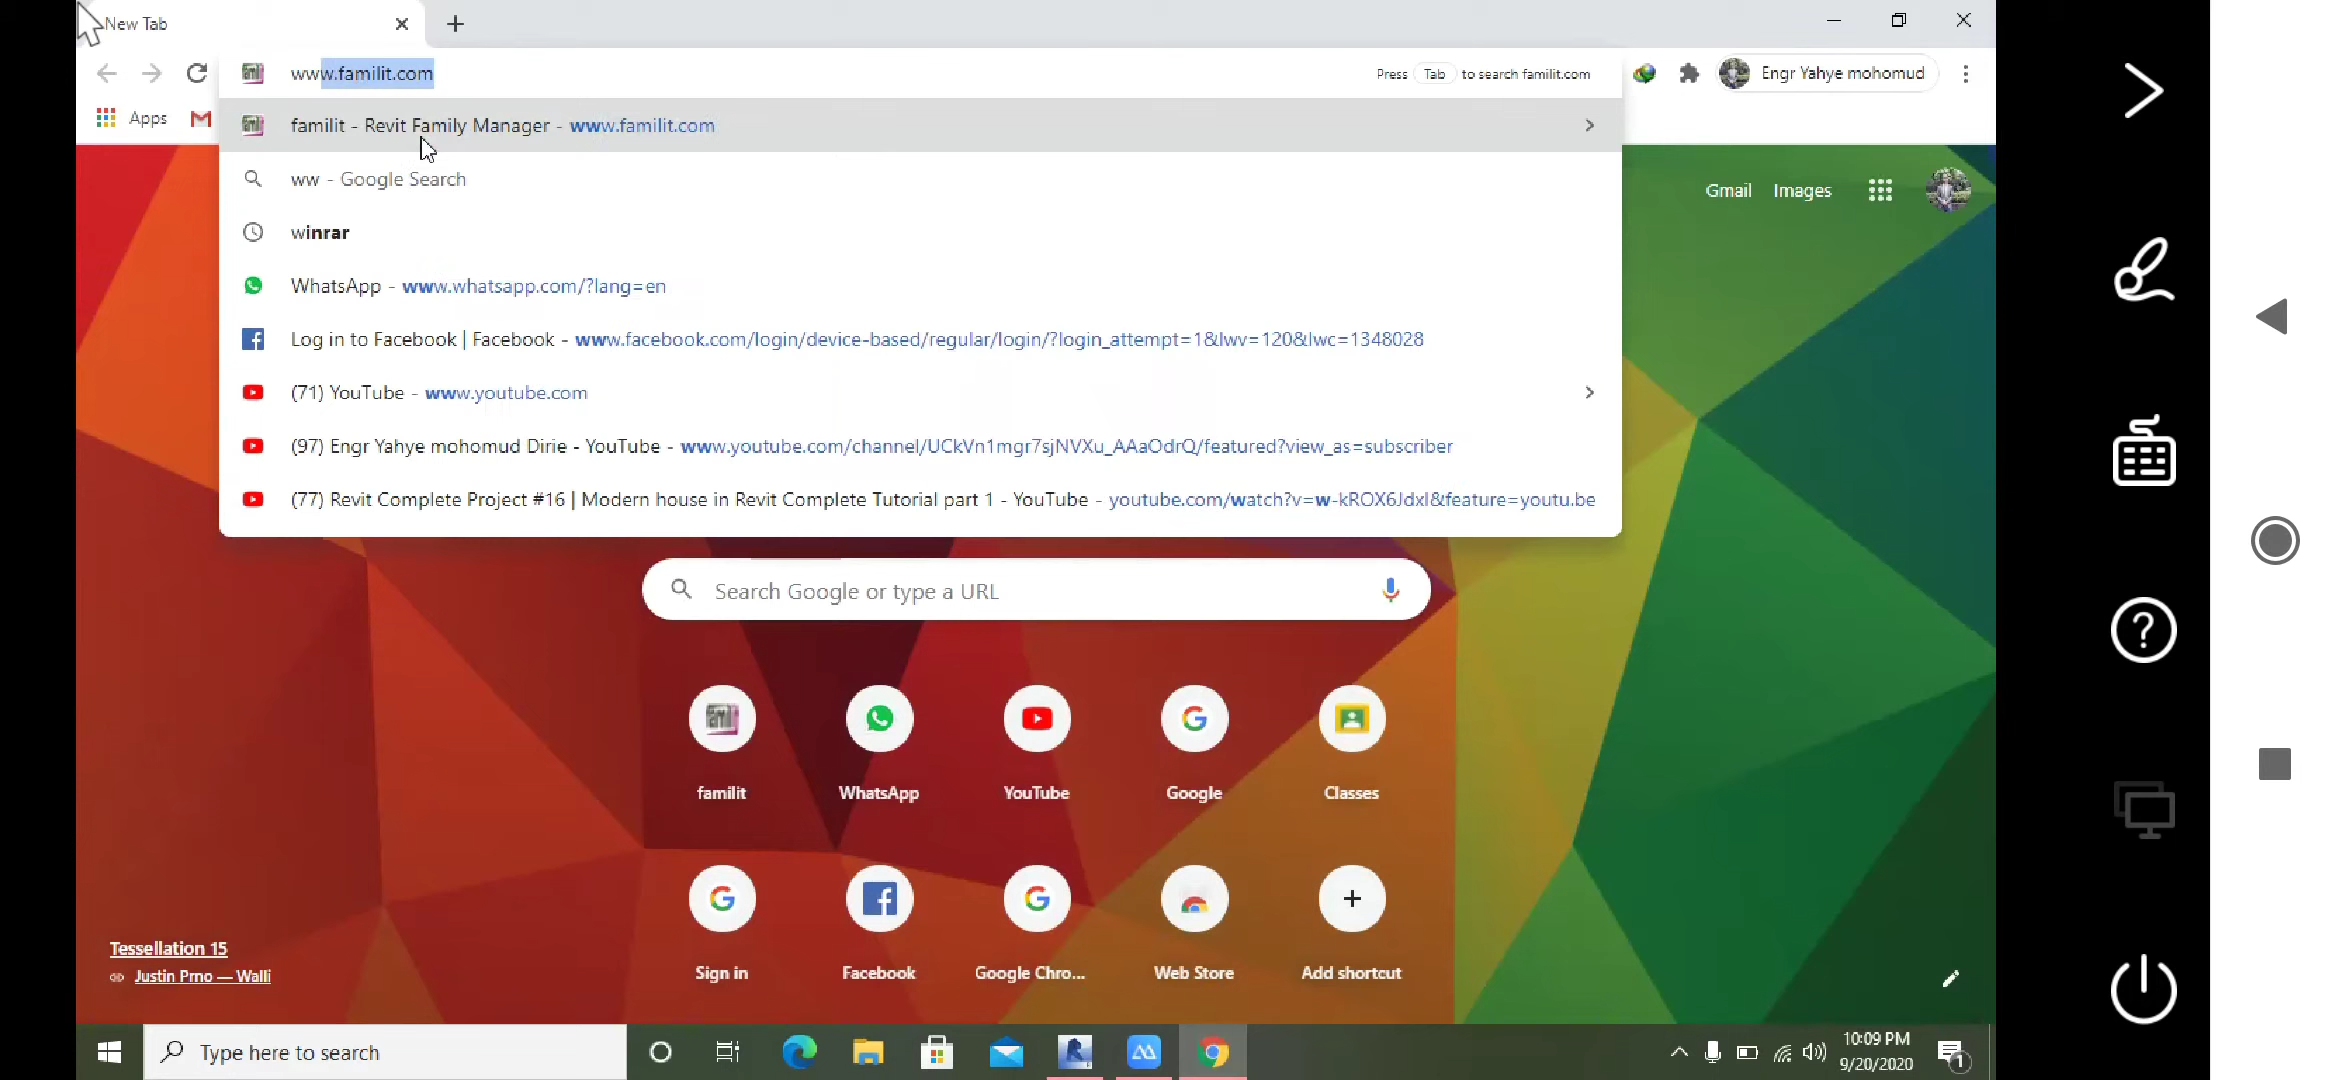 New Tab
www.familit.com
Press Tab to search familit.com
Engr Yahye mohomud
Apps
familit - Revit Family Manager - www.familit.com
ww - Google Search
winrar
WhatsApp - www.whatsapp.com/?lang=en
Log in to Facebook | Facebook - www.facebook.com/login/device-based/regular/login/?login_attempt=1&lwv=120&lwc=1348028
(71) YouTube - www.youtube.com
(97) Engr Yahye mohomud Dirie - YouTube - www.youtube.com/channel/UCkVn1mgr7sjNVXu_AAaOdrQ/featured?view_as=subscriber
(77) Revit Complete Project #16 | Modern house in Revit Complete Tutorial part 1 - YouTube - youtube.com/watch?v=w-kROX6JdxI&feature=youtu.be
Gmail Images
Search Google or type a URL
familit WhatsApp YouTube Google Classes
Sign in Facebook Google Chro... Web Store Add shortcut
Tessellation 15
Justin Prno — Walli
Type here to search
10:09 PM
9/20/2020
1